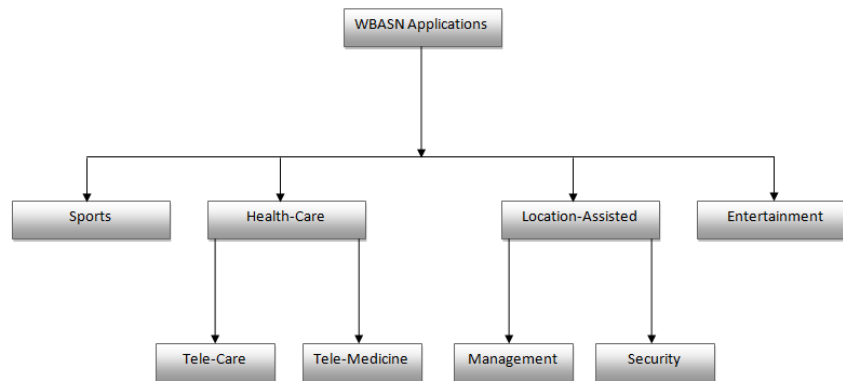 WBASN Applications
Sports
Health-Care
Location-Assisted
Entertainment
Tele-Care
Tele-Medicine
Management
Security